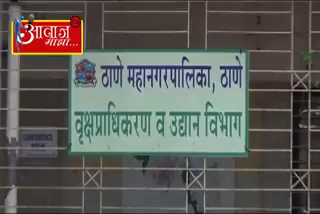 आवाज
माझा...
ठाणे महानगरपालिका, ठाणे
वृक्षप्राधिकरण व उद्यान विभाग